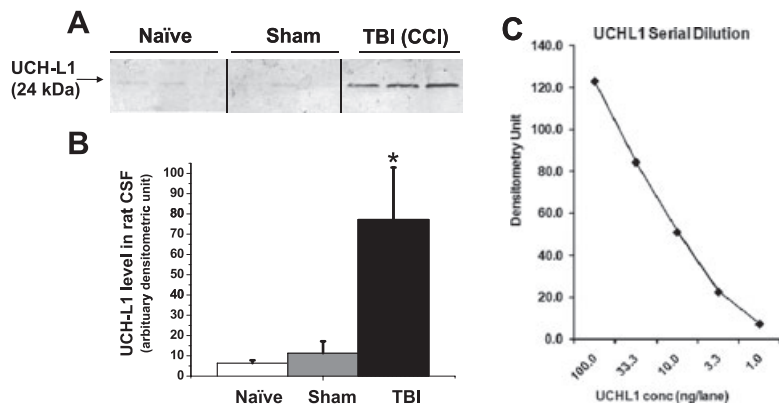 A
Naïve Sham TBI (CCI)
UCH-L1
(24 kDa)
B
UCH-L1 level in rat CSF
(arbituary densitometric unit)
100
90
80
70
60
50
40
30
20
10
0
*
Naïve Sham TBI
C
UCHL1 Serial Dilution
Densitometry Unit
140.0
120.0
100.0
80.0
60.0
40.0
20.0
0.0
100.0 33.3 10.0 3.3 1.0
UCHL1 conc (ng/lane)